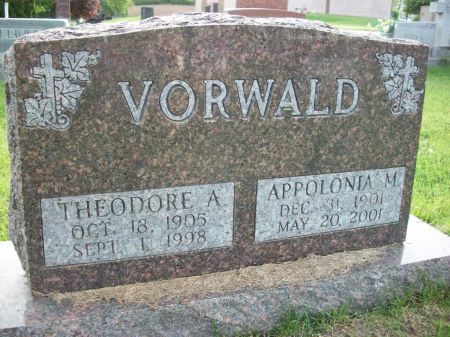 VORWALD
THEODORE A.
OCT. 18, 1905
SEPT. 1, 1998
APPOLONIA M.
DEC. 31, 1901
MAY. 20, 2001